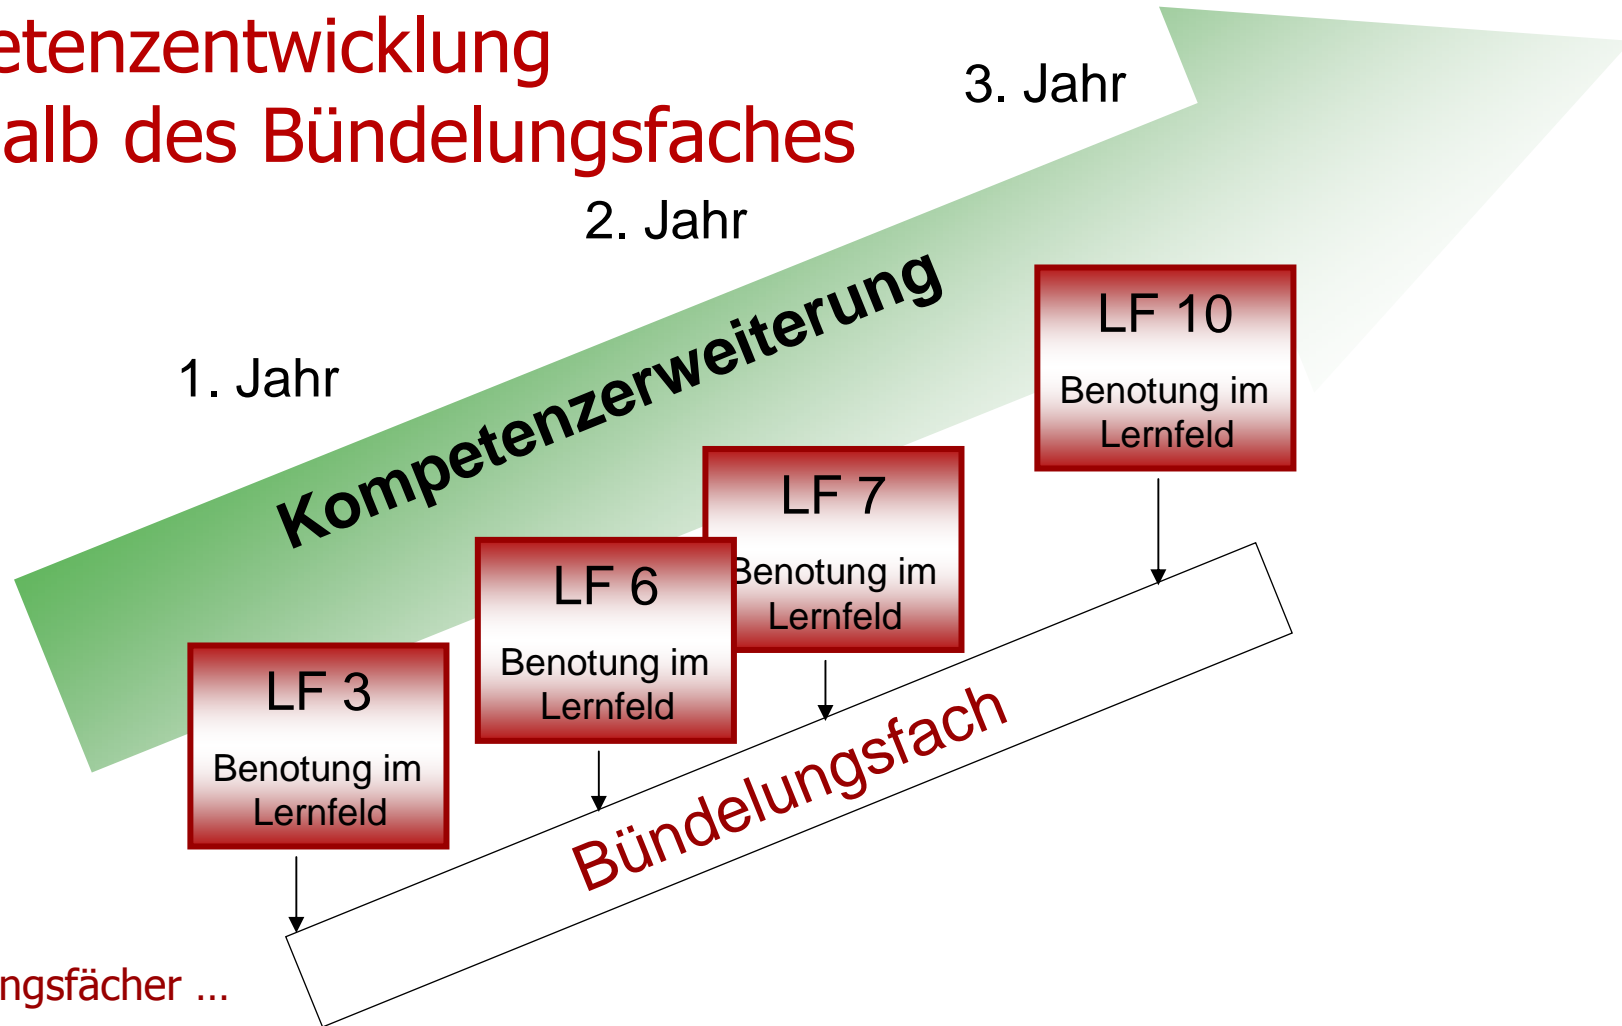 etenzentwicklung
alb des Bündelungsfaches
3. Jahr
2. Jahr
1. Jahr
Kompetenzerweiterung
LF 10
Benotung im
Lernfeld
LF 7
Benotung im
Lernfeld
LF 6
Benotung im
Lernfeld
LF 3
Benotung im
Lernfeld
Bündelungsfach
ngsfächer ...